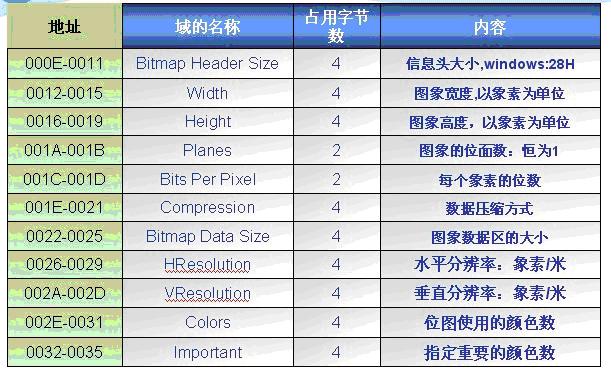 地址 域的名称 占用字节数 内容
000E-0011 Bitmap Header Size 4 信息头大小,windows:28H
0012-0015 Width 4 图象宽度,以象素为单位
0016-0019 Height 4 图象高度，以象素为单位
001A-001B Planes 2 图象的位面数：恒为1
001C-001D Bits Per Pixel 2 每个象素的位数
001E-0021 Compression 4 数据压缩方式
0022-0025 Bitmap Data Size 4 图象数据区的大小
0026-0029 HResolution 4 水平分辨率：象素/米
002A-002D VResolution 4 垂直分辨率：象素/米
002E-0031 Colors 4 位图使用的颜色数
0032-0035 Important 4 指定重要的颜色数